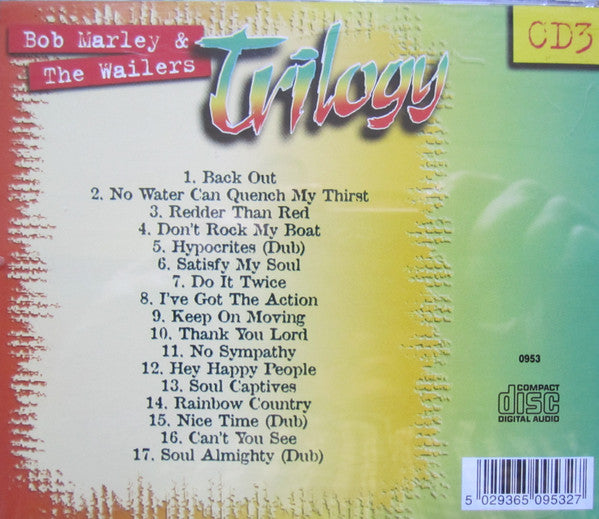 Bob Marley &
The Wailers
Trilogy
CD3
1. Back Out
2. No Water Can Quench My Thirst
3. Redder Than Red
4. Don't Rock My Boat
5. Hypocrites (Dub)
6. Satisfy My Soul
7. Do It Twice
8. I've Got The Action
9. Keep On Moving
10. Thank You Lord
11. No Sympathy
12. Hey Happy People
13. Soul Captives
14. Rainbow Country
15. Nice Time (Dub)
16. Can't You See
17. Soul Almighty (Dub)
0953
COMPACT
disc
DIGITAL AUDIO
5 029365 095327